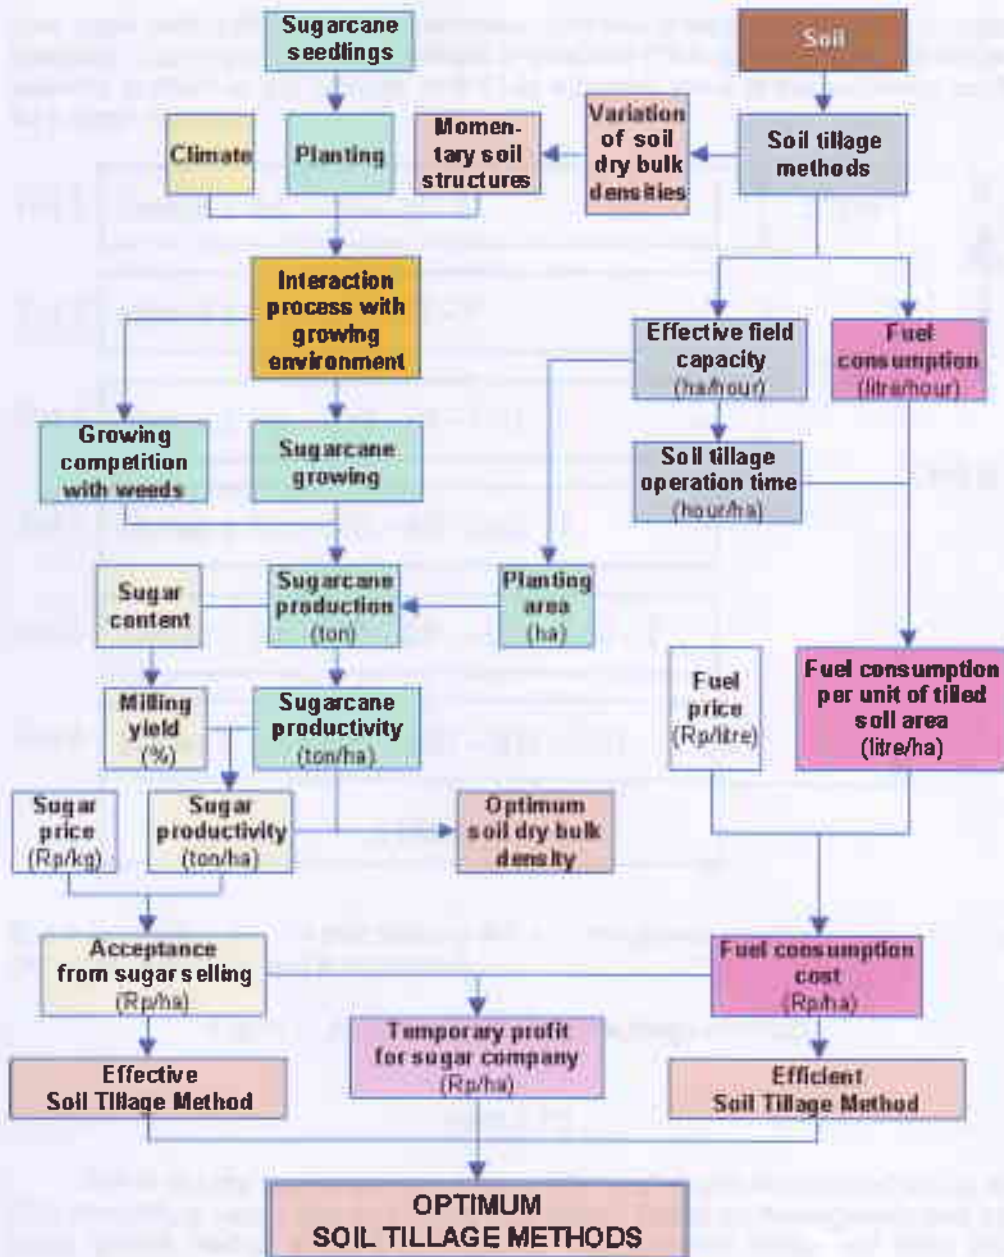 Sugarcane
seedlings
Soil
Climate
Planting
Momen-
tary soil
structures
Variation
of soil
dry bulk
densities
Soil tillage
methods
Interaction
process with
growing
environment
Effective field
capacity
(ha/hour)
Fuel
consumption
(litre/hour)
Growing
competition
with weeds
Sugarcane
growing
Soil tillage
operation time
(hour/ha)
Sugar
content
Sugarcane
production
(ton)
Planting
area
(ha)
Milling
yield
(%)
Sugarcane
productivity
(ton/ha)
Fuel
price
(Rp/litre)
Fuel consumption
per unit of tilled
soil area
(litre/ha)
Sugar
price
(Rp/kg)
Sugar
productivity
(ton/ha)
Optimum
soil dry bulk
density
Acceptance
from sugar selling
(Rp/ha)
Fuel consumption
cost
(Rp/ha)
Temporary profit
for sugar company
(Rp/ha)
Effective
Soil Tillage Method
Efficient
Soil Tillage Method
OPTIMUM
SOIL TILLAGE METHODS